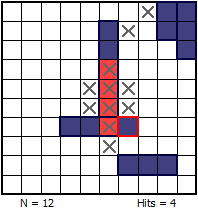 N = 12 Hits = 4